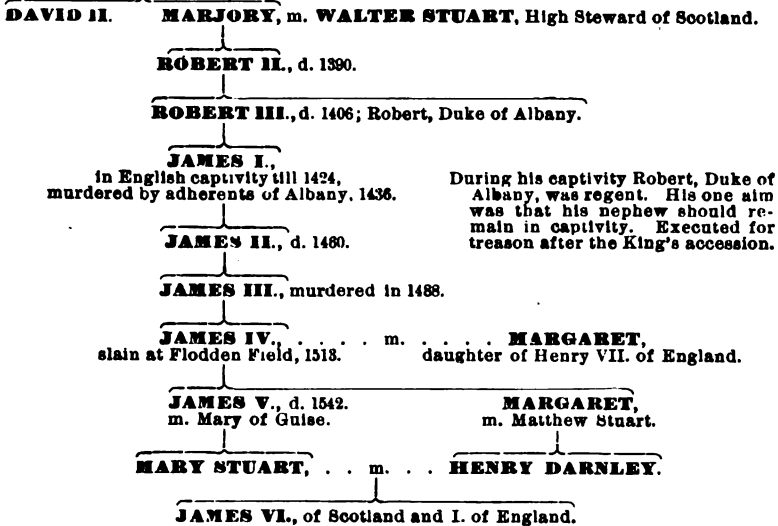 DAVID II. MARJORY, m. WALTER STUART, High Steward of Scotland.
ROBERT II., d. 1390.
ROBERT III., d. 1406; Robert, Duke of Albany.
JAMES I.,
in English captivity till 1424,
murdered by adherents of Albany, 1436.
During his captivity Robert, Duke of
Albany, was regent. His one aim
was that his nephew should re-
main in captivity. Executed for
treason after the King's accession.
JAMES II., d. 1460.
JAMES III., murdered in 1488.
JAMES IV., . . . . m. . . . . . MARGARET,
slain at Flodden Field, 1513. daughter of Henry VII. of England.
JAMES V., d. 1542. MARGARET,
m. Mary of Guise. m. Matthew Stuart.
MARY STUART, . . m. . . . HENRY DARNLEY.
JAMES VI., of Scotland and I. of England.